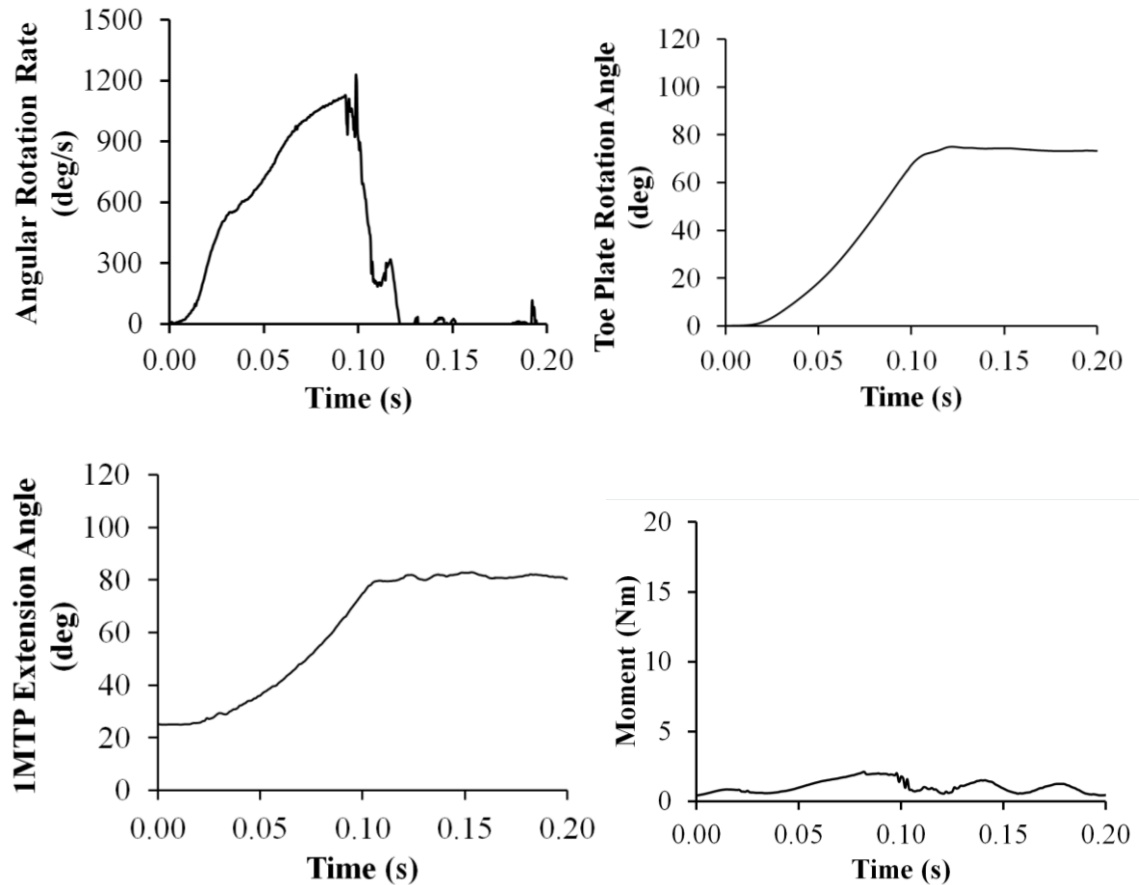 Angular Rotation Rate
(deg/s)
1500
1200
900
600
300
0
0.00 0.05 0.10 0.15 0.20
Time (s)
Toe Plate Rotation Angle
(deg)
120
100
80
60
40
20
0
0.00 0.05 0.10 0.15 0.20
Time (s)
1MTP Extension Angle
(deg)
120
100
80
60
40
20
0
0.00 0.05 0.10 0.15 0.20
Time (s)
Moment (Nm)
20
15
10
5
0
0.00 0.05 0.10 0.15 0.20
Time (s)